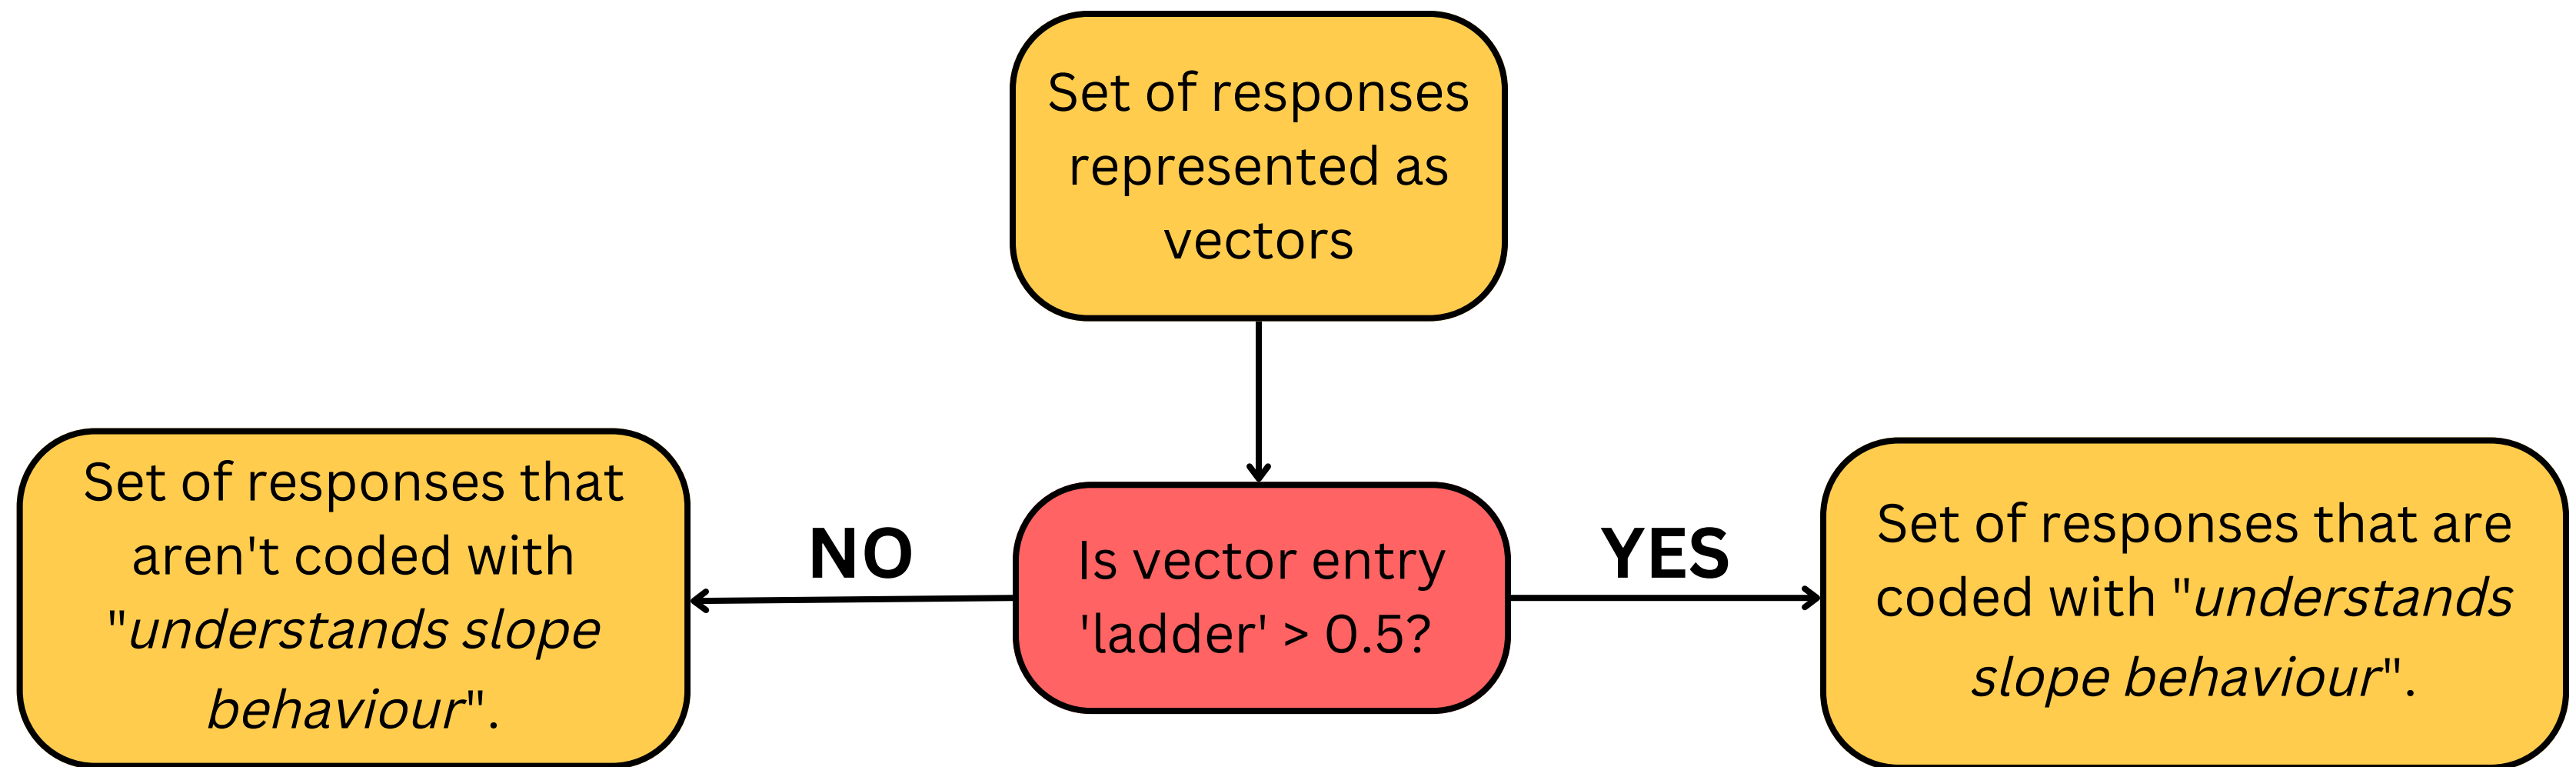 Set of responses
represented as
vectors
Set of responses that
aren't coded with
"understands slope
behaviour".
NO
Is vector entry
'ladder' > 0.5?
YES
Set of responses that are
coded with "understands
slope behaviour".